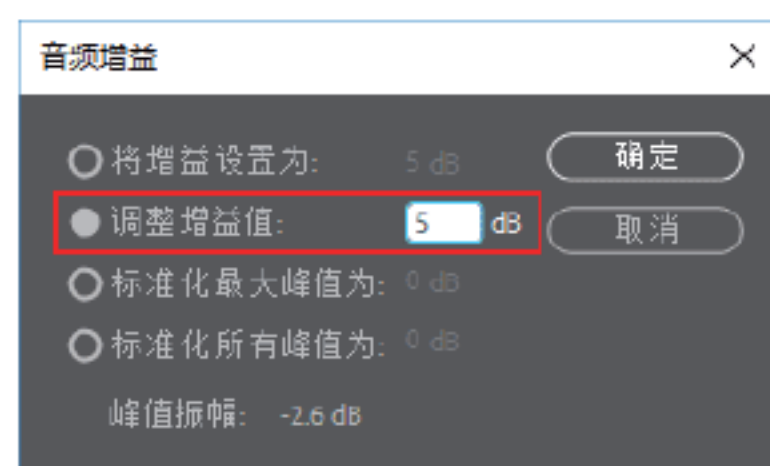 音频增益
将增益设置为: 5 dB 确定
调整增益值: 5 dB 取消
标准化最大峰值为: 0 dB
标准化所有峰值为: 0 dB
峰值振幅: -2.6 dB